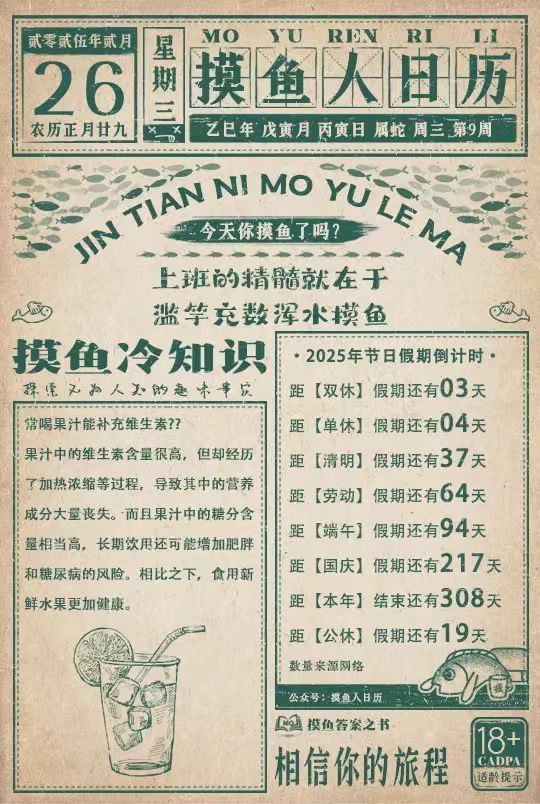 贰零贰伍年贰月
26
农历正月廿九
星期三
MO YU REN RI LI
摸鱼人日历
乙巳年 戊寅月 丙寅日 属蛇 周三 第9周
JIN TIAN NI MO YU LE MA
今天你摸鱼了吗?
上班的精髓就在于
滥竽充数浑水摸鱼
摸鱼冷知识
探索不为人知的趣味事实
常喝果汁能补充维生素??
果汁中的维生素含量很高，但却经历
了加热浓缩等过程，导致其中的营养
成分大量丧失。而且果汁中的糖分含
量相当高，长期饮用还可能增加肥胖
和糖尿病的风险。相比之下，食用新
鲜水果更加健康。
·2025年节日假期倒计时·
距【双休】假期还有03天
距【单休】假期还有04天
距【清明】假期还有37天
距【劳动】假期还有64天
距【端午】假期还有94天
距【国庆】假期还有217天
距【本年】结束还有308天
距【公休】假期还有19天
数量来源网络
公众号：摸鱼人日历
摸
MOYU
摸鱼答案之书
相信你的旅程
18+
CADPA
适龄提示